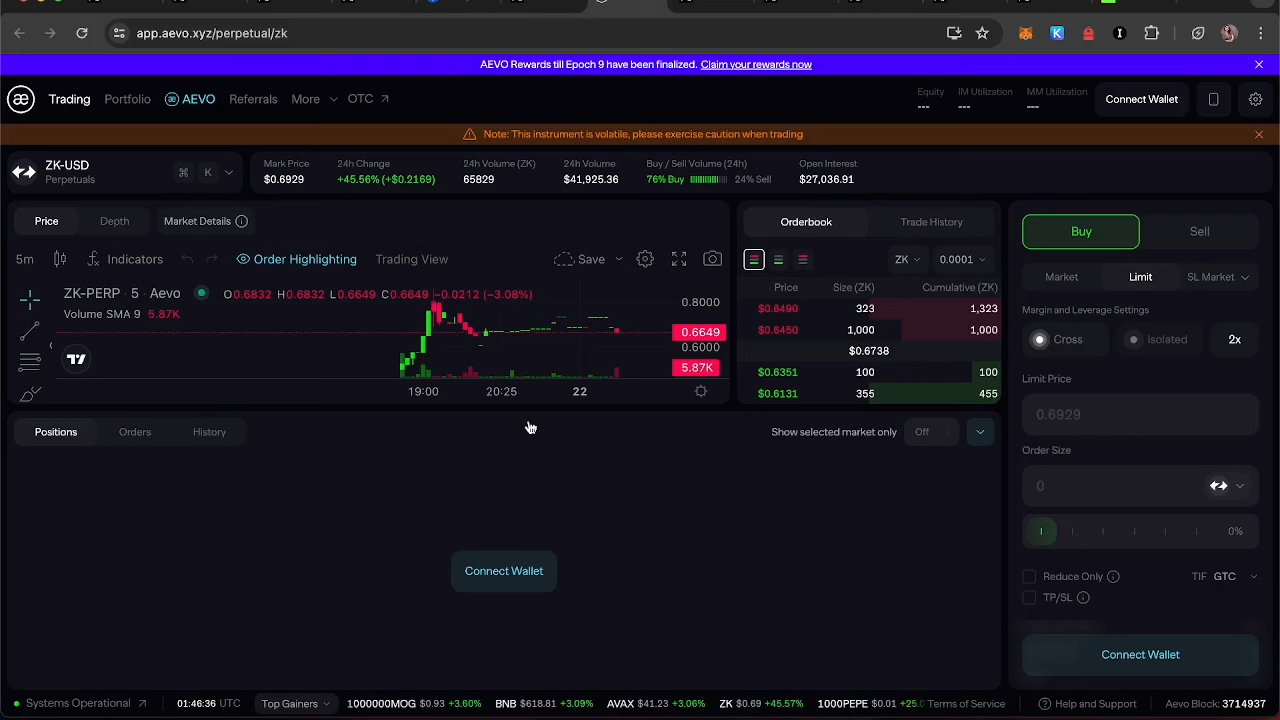 app.aevo.xyz/perpetual/zk
AEVO Rewards till Epoch 9 have been finalized. Claim your rewards now
Trading Portfolio AEVO Referrals More OTC
Equity IM Utilization MM Utilization
--- --- ---
Connect Wallet
Note: This instrument is volatile, please exercise caution when trading
ZK-USD
Perpetuals
⌘ K
Mark Price 24h Change 24h Volume (ZK) 24h Volume Buy / Sell Volume (24h) Open Interest
$0.6929 +45.56% (+$0.2169) 65829 $41,925.36 76% Buy 24% Sell $27,036.91
Price Depth Market Details
5m Indicators Order Highlighting Trading View Save
ZK-PERP · 5 · Aevo O0.6832 H0.6832 L0.6649 C0.6649 −0.0212 (−3.08%)
Volume SMA 9 5.87K
0.8000
0.6649
0.6000
5.87K
19:00 20:25 22
Orderbook Trade History
ZK 0.0001
Price Size (ZK) Cumulative (ZK)
$0.6490 323 1,323
$0.6450 1,000 1,000
$0.6738
$0.6351 100 100
$0.6131 355 455
Buy Sell
Market Limit SL Market
Margin and Leverage Settings
Cross Isolated 2x
Limit Price
0.6929
Order Size
0
0%
Reduce Only TIF GTC
TP/SL
Connect Wallet
Positions Orders History Show selected market only Off
Connect Wallet
Systems Operational 01:46:36 UTC Top Gainers 1000000MOG $0.93 +3.60% BNB $618.81 +3.09% AVAX $41.23 +3.06% ZK $0.69 +45.57% 1000PEPE $0.01 +25.0 Terms of Service Help and Support Aevo Block: 3714937